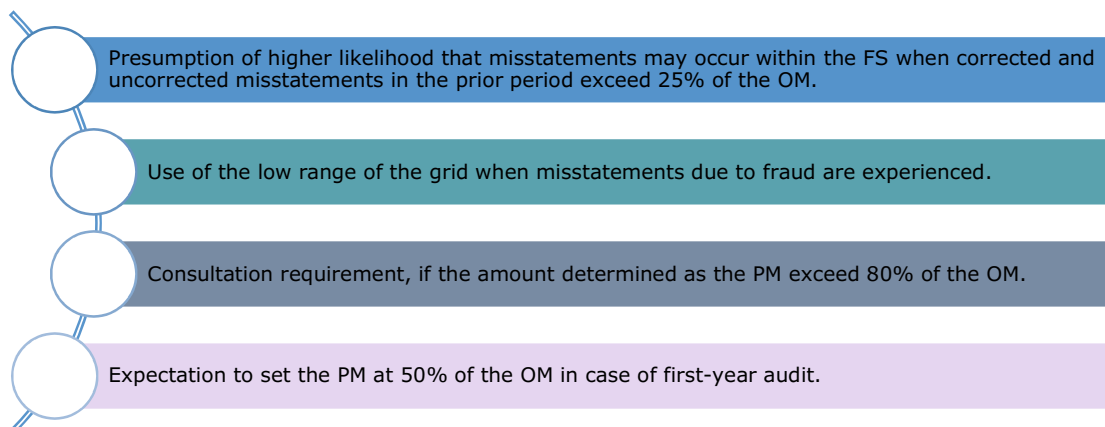 Presumption of higher likelihood that misstatements may occur within the FS when corrected and
uncorrected misstatements in the prior period exceed 25% of the OM.
Use of the low range of the grid when misstatements due to fraud are experienced.
Consultation requirement, if the amount determined as the PM exceed 80% of the OM.
Expectation to set the PM at 50% of the OM in case of first-year audit.